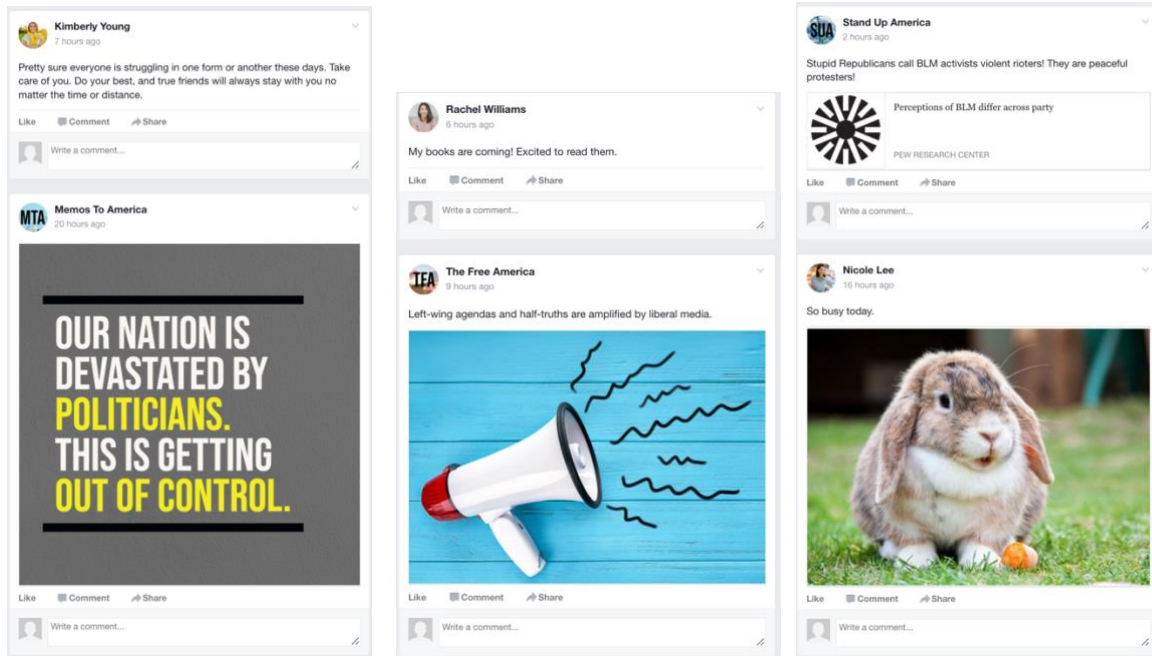 Kimberly Young
7 hours ago
Pretty sure everyone is struggling in one form or another these days. Take
care of you. Do your best, and true friends will always stay with you no
matter the time or distance.
Like Comment Share
Write a comment...
MTA
Memos To America
20 hours ago
OUR NATION IS
DEVASTATED BY
POLITICIANS.
THIS IS GETTING
OUT OF CONTROL.
Like Comment Share
Write a comment...
Rachel Williams
6 hours ago
My books are coming! Excited to read them.
Like Comment Share
Write a comment...
TFA
The Free America
9 hours ago
Left-wing agendas and half-truths are amplified by liberal media.
Like Comment Share
Write a comment...
SUA
Stand Up America
2 hours ago
Stupid Republicans call BLM activists violent rioters! They are peaceful
protesters!
Perceptions of BLM differ across party
PEW RESEARCH CENTER
Like Comment Share
Write a comment...
Nicole Lee
16 hours ago
So busy today.
Like Comment Share
Write a comment...